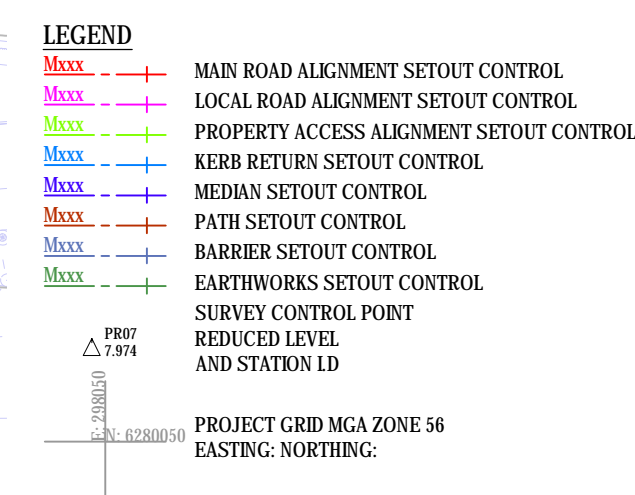 LEGEND
Mxxx MAIN ROAD ALIGNMENT SETOUT CONTROL
Mxxx LOCAL ROAD ALIGNMENT SETOUT CONTROL
Mxxx PROPERTY ACCESS ALIGNMENT SETOUT CONTROL
Mxxx KERB RETURN SETOUT CONTROL
Mxxx MEDIAN SETOUT CONTROL
Mxxx PATH SETOUT CONTROL
Mxxx BARRIER SETOUT CONTROL
Mxxx EARTHWORKS SETOUT CONTROL
SURVEY CONTROL POINT
PR07 REDUCED LEVEL
7.974
AND STATION I.D
E: 298050
N: 6280050
PROJECT GRID MGA ZONE 56
EASTING: NORTHING: